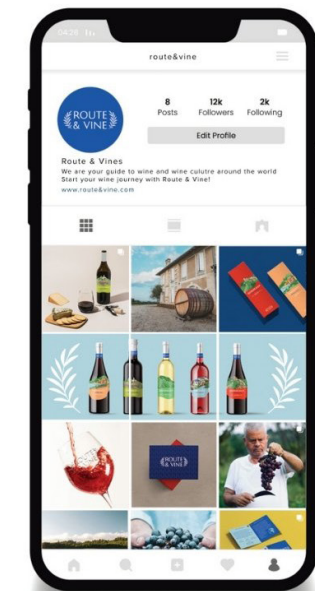 04:20
route&vine
ROUTE
& VINE
8
Posts
12k
Followers
2k
Following
Edit Profile
Route & Vines
We are your guide to wine and wine culutre around the world
Start your wine journey with Route & Vine!
www.route&vine.com
ROUTE
& VINE